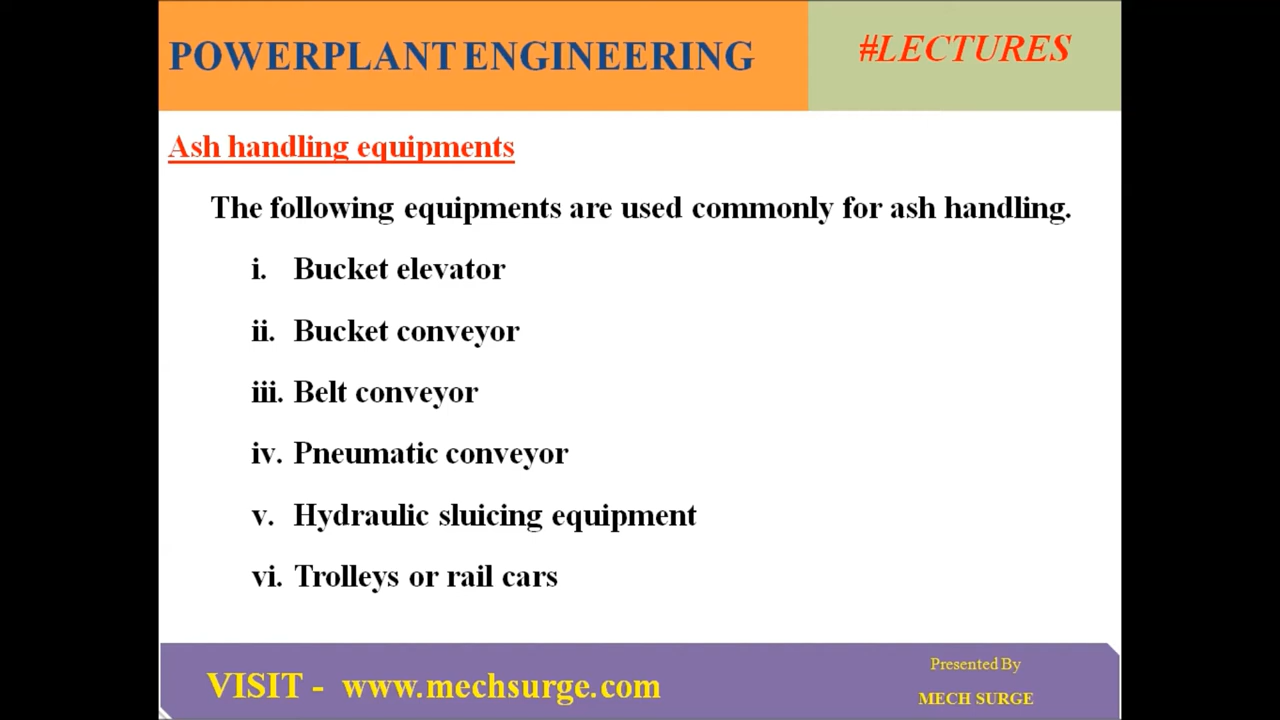 POWERPLANT ENGINEERING
#LECTURES
Ash handling equipments
The following equipments are used commonly for ash handling.
i. Bucket elevator
ii. Bucket conveyor
iii. Belt conveyor
iv. Pneumatic conveyor
v. Hydraulic sluicing equipment
vi. Trolleys or rail cars
VISIT - www.mechsurge.com
Presented By
MECH SURGE